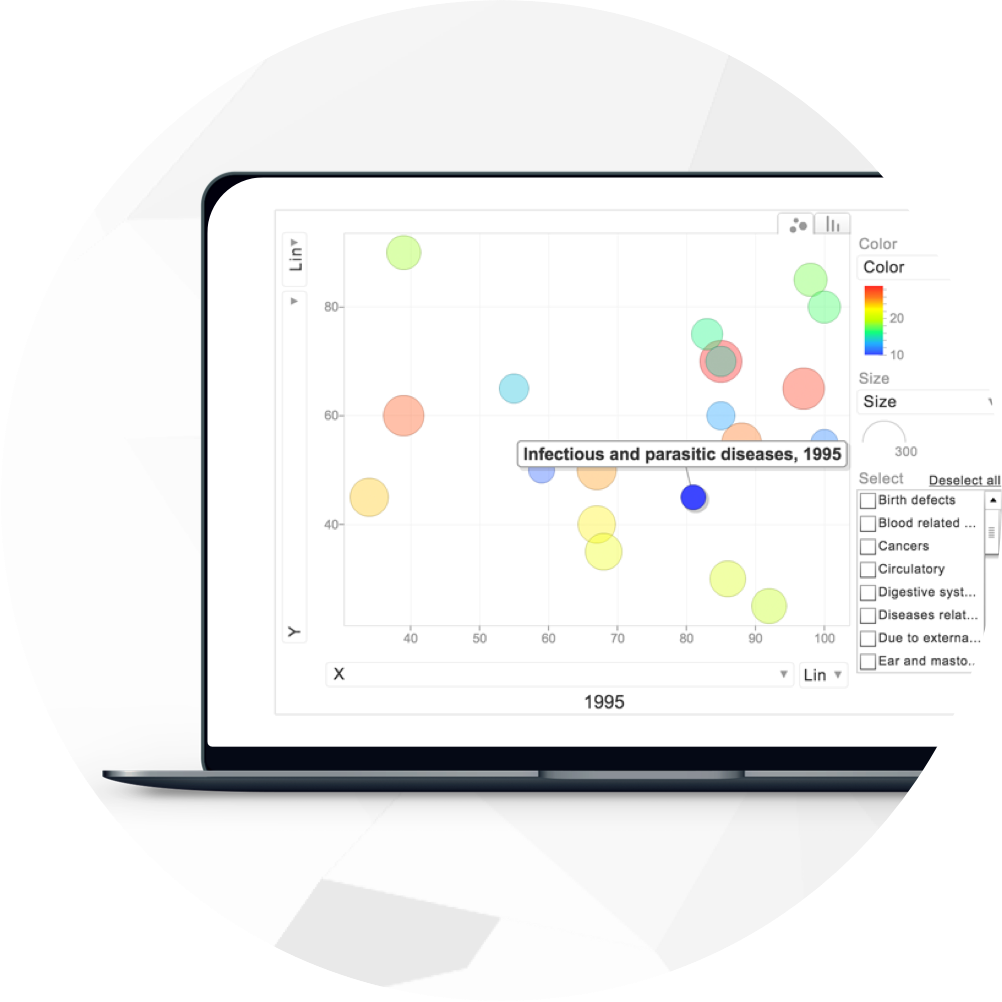 Lin
Y
80
60
40
40 50 60 70 80 90 100
Infectious and parasitic diseases, 1995
X
Lin
1995
Color
Color
20
10
Size
Size
300
Select Deselect all
Birth defects
Blood related ...
Cancers
Circulatory
Digestive syst...
Diseases relat...
Due to externa...
Ear and masto..